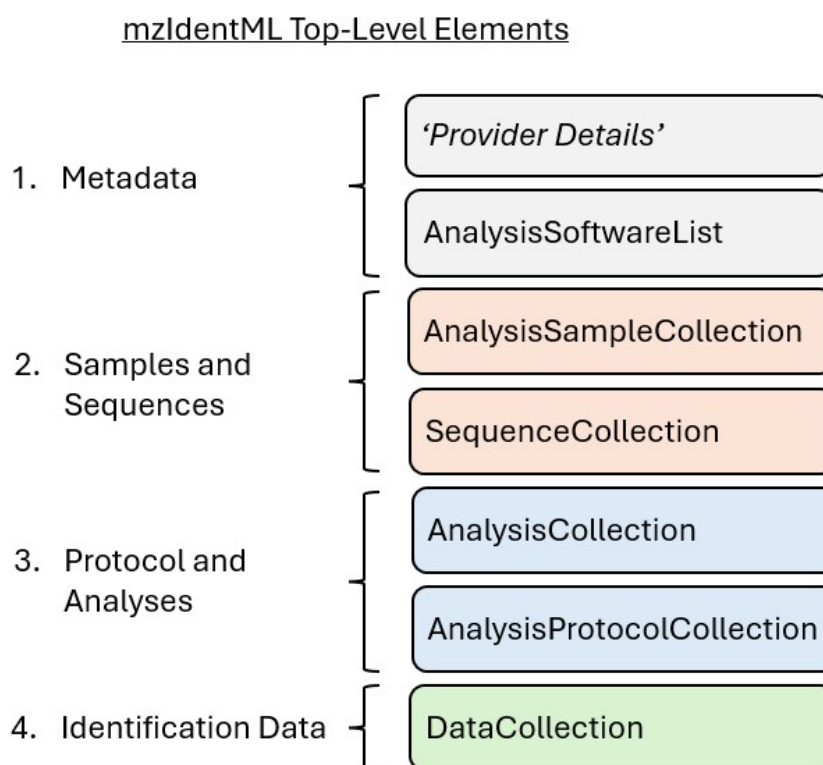 mzIdentML Top-Level Elements
‘Provider Details’
1. Metadata
AnalysisSoftwareList
AnalysisSampleCollection
2. Samples and
Sequences
SequenceCollection
AnalysisCollection
3. Protocol and
Analyses
AnalysisProtocolCollection
4. Identification Data
DataCollection